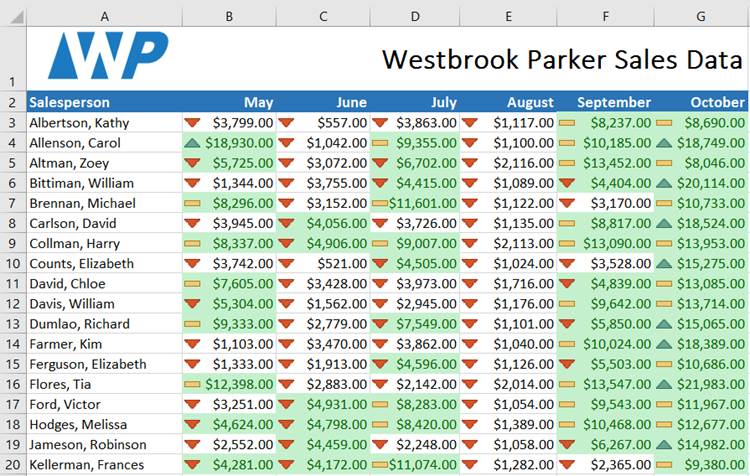 A B C D E F G
1 WP Westbrook Parker Sales Data
2 Salesperson May June July August September October
3 Albertson, Kathy $3,799.00 $557.00 $3,863.00 $1,117.00 $8,237.00 $8,690.00
4 Allenson, Carol $18,930.00 $1,042.00 $9,355.00 $1,100.00 $10,185.00 $18,749.00
5 Altman, Zoey $5,725.00 $3,072.00 $6,702.00 $2,116.00 $13,452.00 $8,046.00
6 Bittiman, William $1,344.00 $3,755.00 $4,415.00 $1,089.00 $4,404.00 $20,114.00
7 Brennan, Michael $8,296.00 $3,152.00 $11,601.00 $1,122.00 $3,170.00 $10,733.00
8 Carlson, David $3,945.00 $4,056.00 $3,726.00 $1,135.00 $8,817.00 $18,524.00
9 Collman, Harry $8,337.00 $4,906.00 $9,007.00 $2,113.00 $13,090.00 $13,953.00
10 Counts, Elizabeth $3,742.00 $521.00 $4,505.00 $1,024.00 $3,528.00 $15,275.00
11 David, Chloe $7,605.00 $3,428.00 $3,973.00 $1,716.00 $4,839.00 $13,085.00
12 Davis, William $5,304.00 $1,562.00 $2,945.00 $1,176.00 $9,642.00 $13,714.00
13 Dumlao, Richard $9,333.00 $2,779.00 $7,549.00 $1,101.00 $5,850.00 $15,065.00
14 Farmer, Kim $1,103.00 $3,470.00 $3,862.00 $1,040.00 $10,024.00 $18,389.00
15 Ferguson, Elizabeth $1,333.00 $1,913.00 $4,596.00 $1,126.00 $5,503.00 $10,686.00
16 Flores, Tia $12,398.00 $2,883.00 $2,142.00 $2,014.00 $13,547.00 $21,983.00
17 Ford, Victor $3,251.00 $4,931.00 $8,283.00 $1,054.00 $9,543.00 $11,967.00
18 Hodges, Melissa $4,624.00 $4,798.00 $8,420.00 $1,389.00 $10,468.00 $12,677.00
19 Jameson, Robinson $2,552.00 $4,459.00 $2,248.00 $1,058.00 $6,267.00 $14,982.00
20 Kellerman, Frances $4,281.00 $4,172.00 $11,074.00 $1,282.00 $2,365.00 $9,380.00